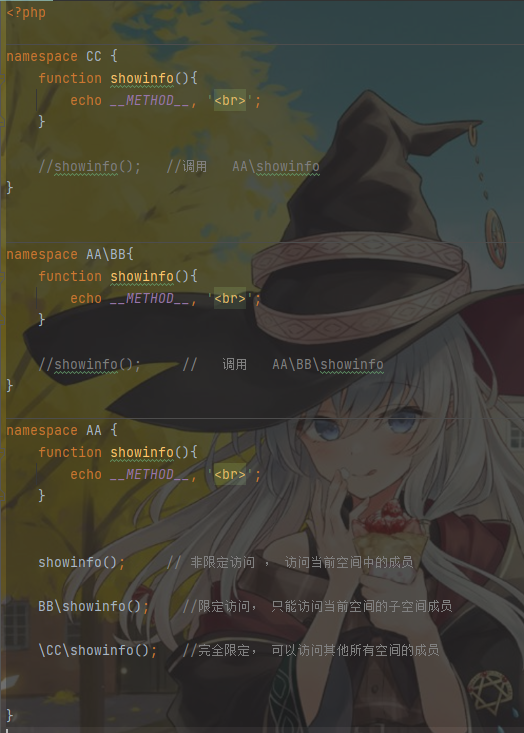 <?php
namespace CC {
    function showinfo(){
        echo __METHOD__, '<br>';
    }
    //showinfo();   //调用   AA\showinfo
}
namespace AA\BB{
    function showinfo(){
        echo __METHOD__, '<br>';
    }
    //showinfo();     //   调用   AA\BB\showinfo
}
namespace AA {
    function showinfo(){
        echo __METHOD__, '<br>';
    }
    showinfo();     // 非限定访问 ， 访问当前空间中的成员
    BB\showinfo();    //限定访问， 只能访问当前空间的子空间成员
    \CC\showinfo();   //完全限定， 可以访问其他所有空间的成员
}